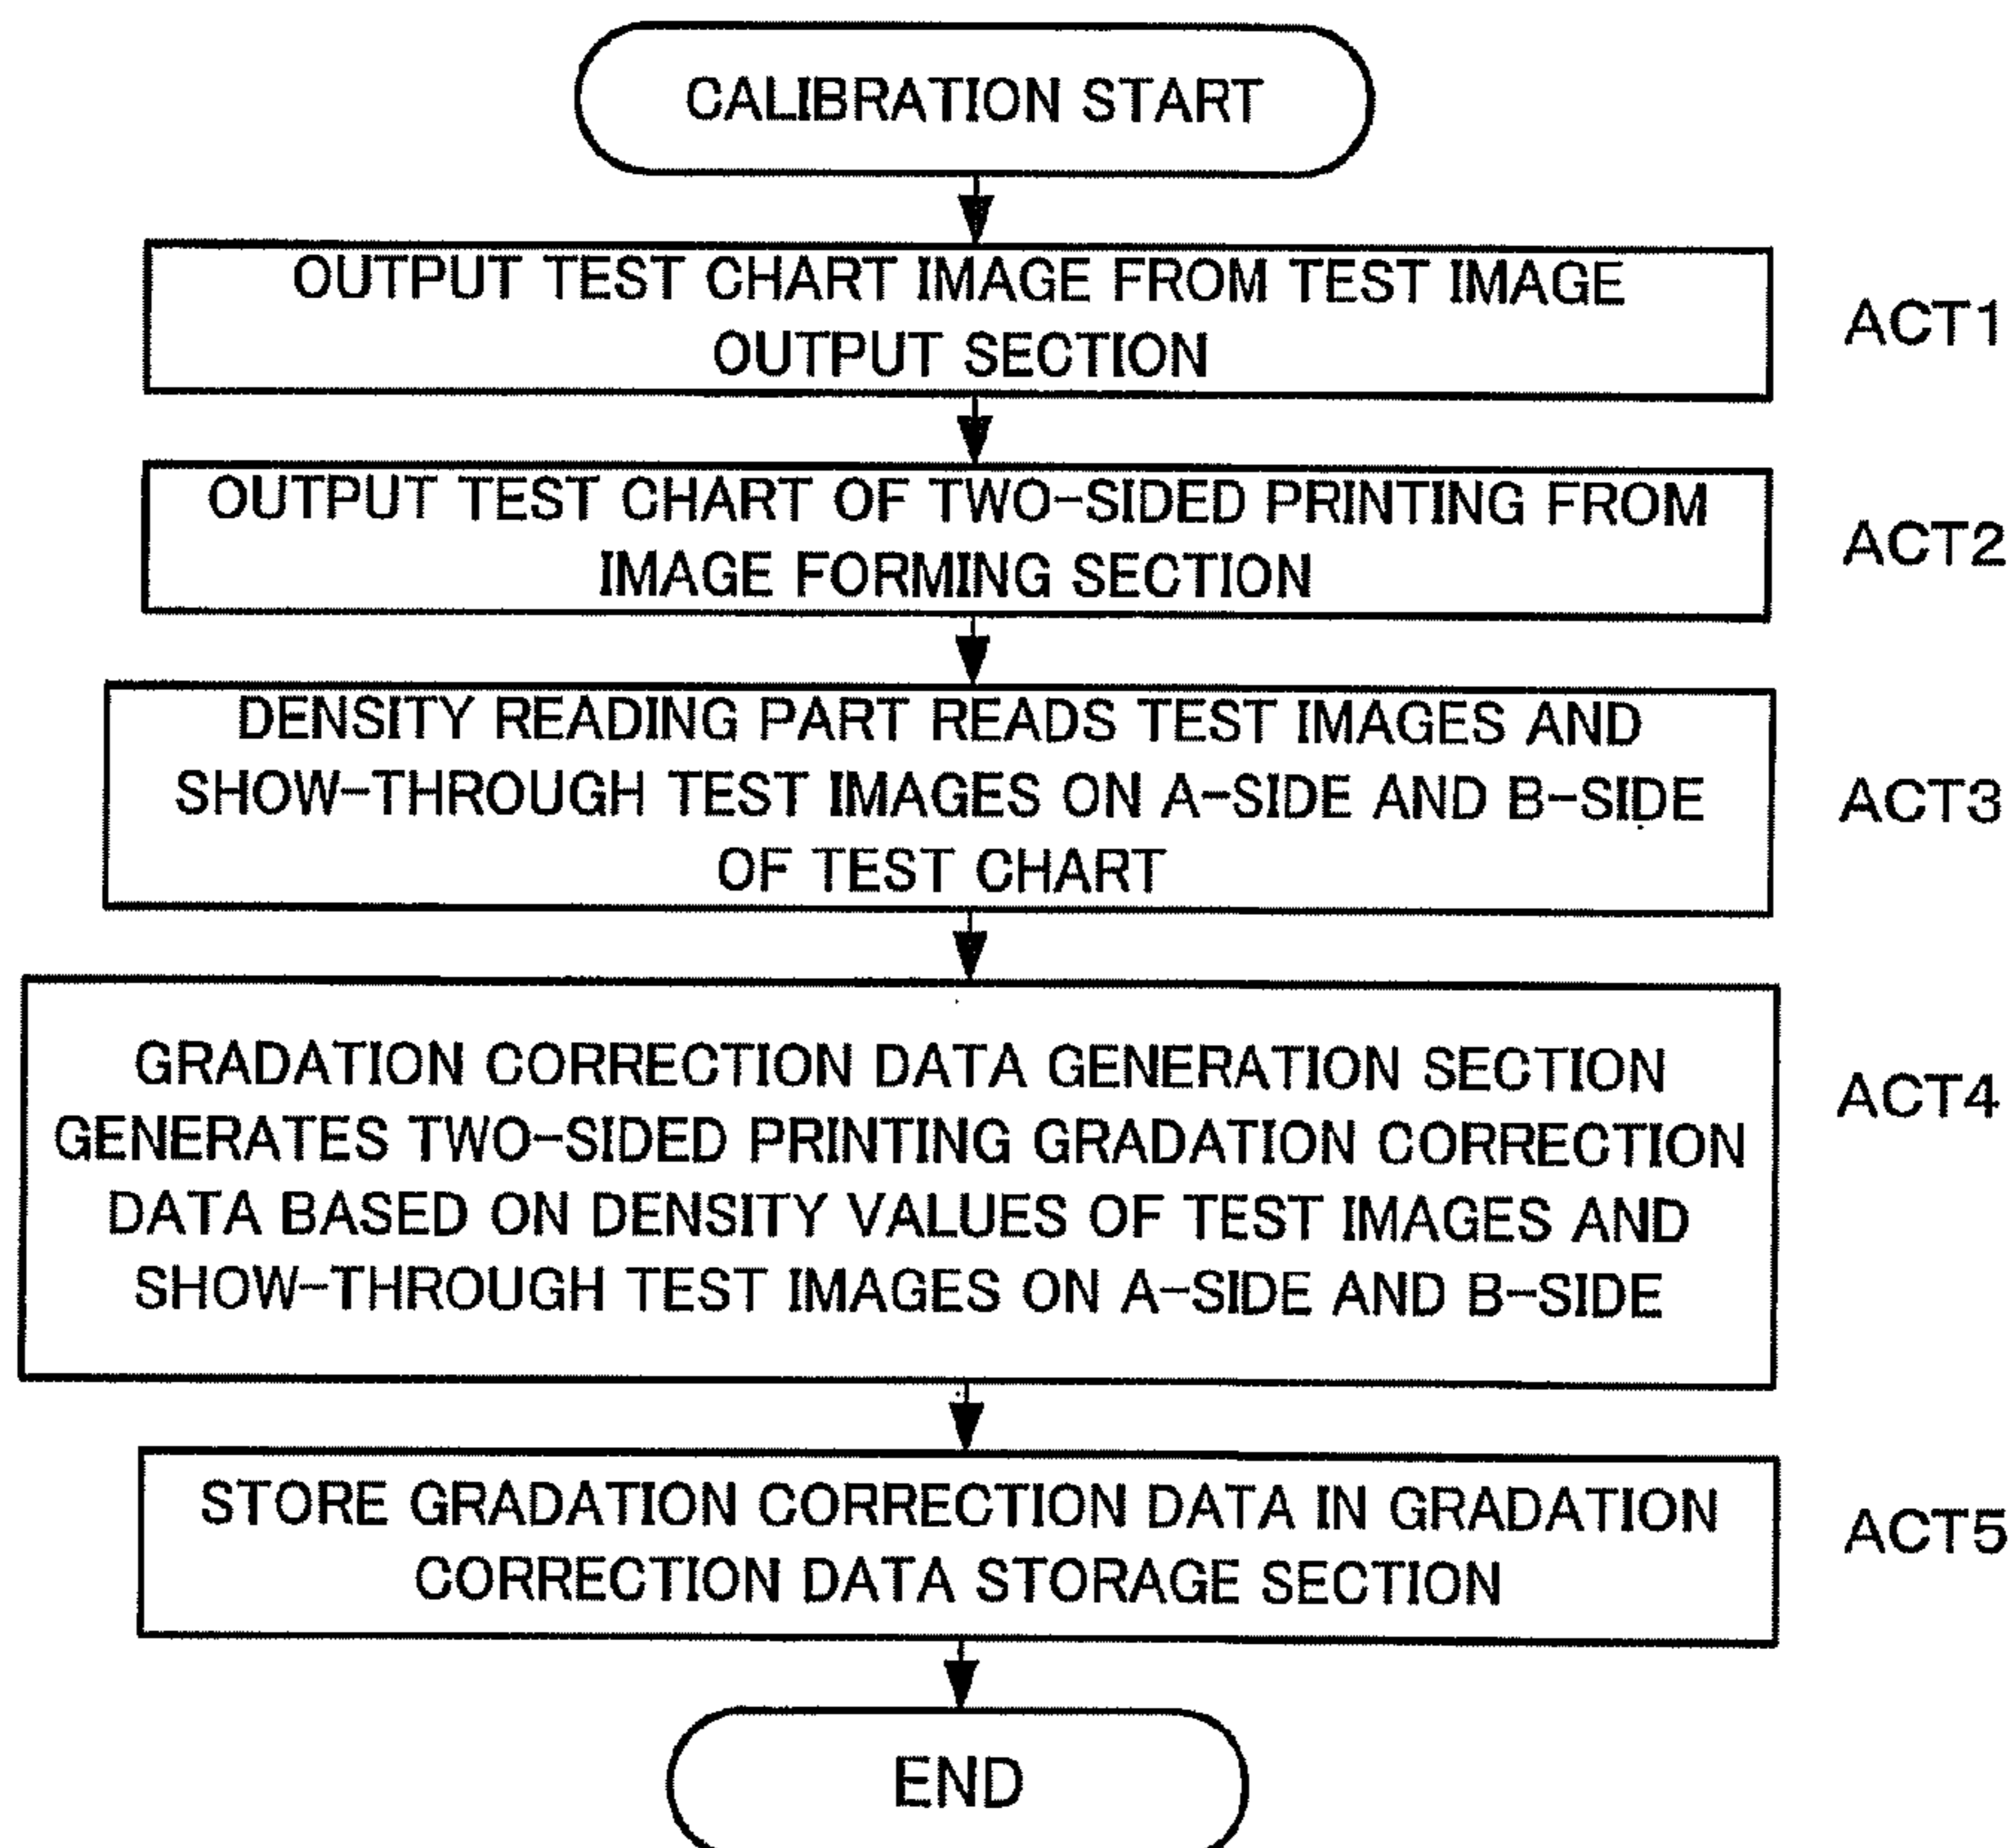 CALIBRATION START
OUTPUT TEST CHART IMAGE FROM TEST IMAGE
OUTPUT SECTION
ACT1
OUTPUT TEST CHART OF TWO-SIDED PRINTING FROM
IMAGE FORMING SECTION
ACT2
DENSITY READING PART READS TEST IMAGES AND
SHOW-THROUGH TEST IMAGES ON A-SIDE AND B-SIDE
OF TEST CHART
ACT3
GRADATION CORRECTION DATA GENERATION SECTION
GENERATES TWO-SIDED PRINTING GRADATION CORRECTION
DATA BASED ON DENSITY VALUES OF TEST IMAGES AND
SHOW-THROUGH TEST IMAGES ON A-SIDE AND B-SIDE
ACT4
STORE GRADATION CORRECTION DATA IN GRADATION
CORRECTION DATA STORAGE SECTION
ACT5
END